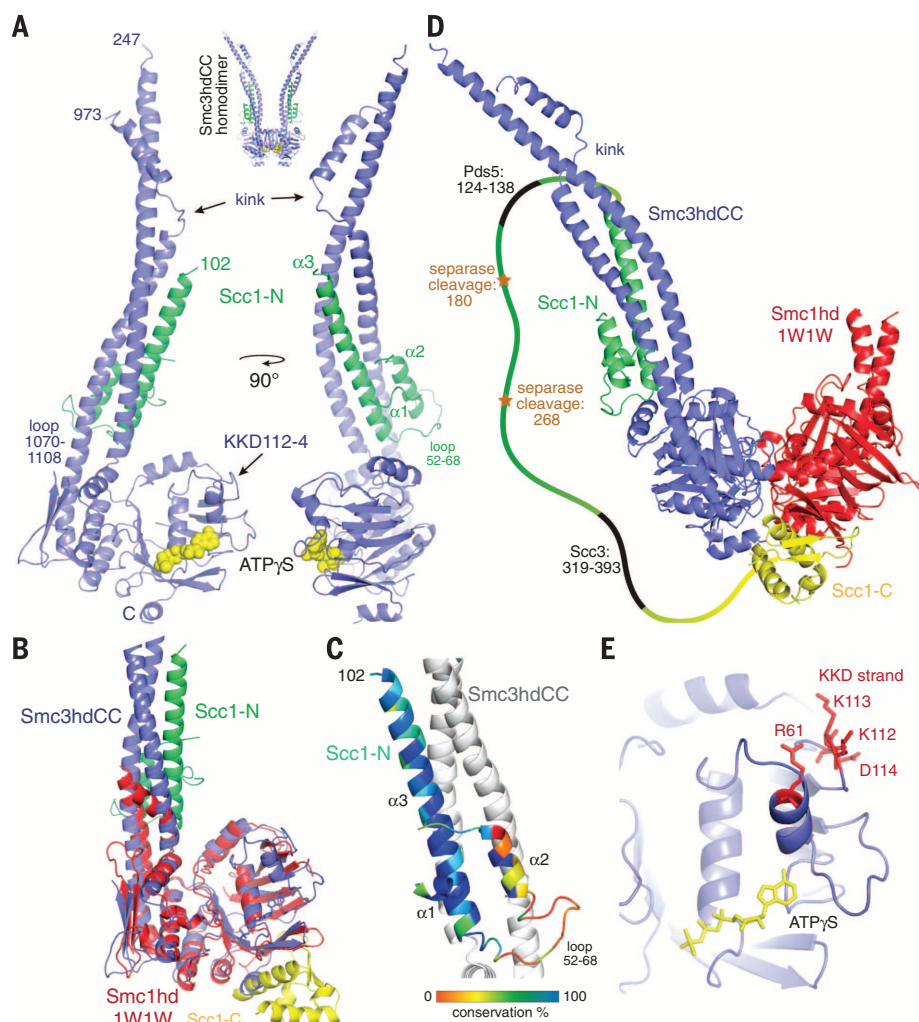 A
247
973
Smc3hdCC
homodimer
kink
102
Scc1-N
α3
90°
α2
α1
loop
52-68
loop
1070-
1108
KKD112-4
ATPγS
C
D
kink
Pds5:
124-138
Smc3hdCC
separase
cleavage:
180
Scc1-N
Smc1hd
1W1W
separase
cleavage:
268
Scc3:
319-393
Scc1-C
B
Smc3hdCC
Scc1-N
Smc1hd
1W1W
Scc1-C
C
102
Smc3hdCC
Scc1-N
α3
α2
α1
loop
52-68
0
100
conservation %
E
KKD strand
K113
R61
K112
D114
ATPγS